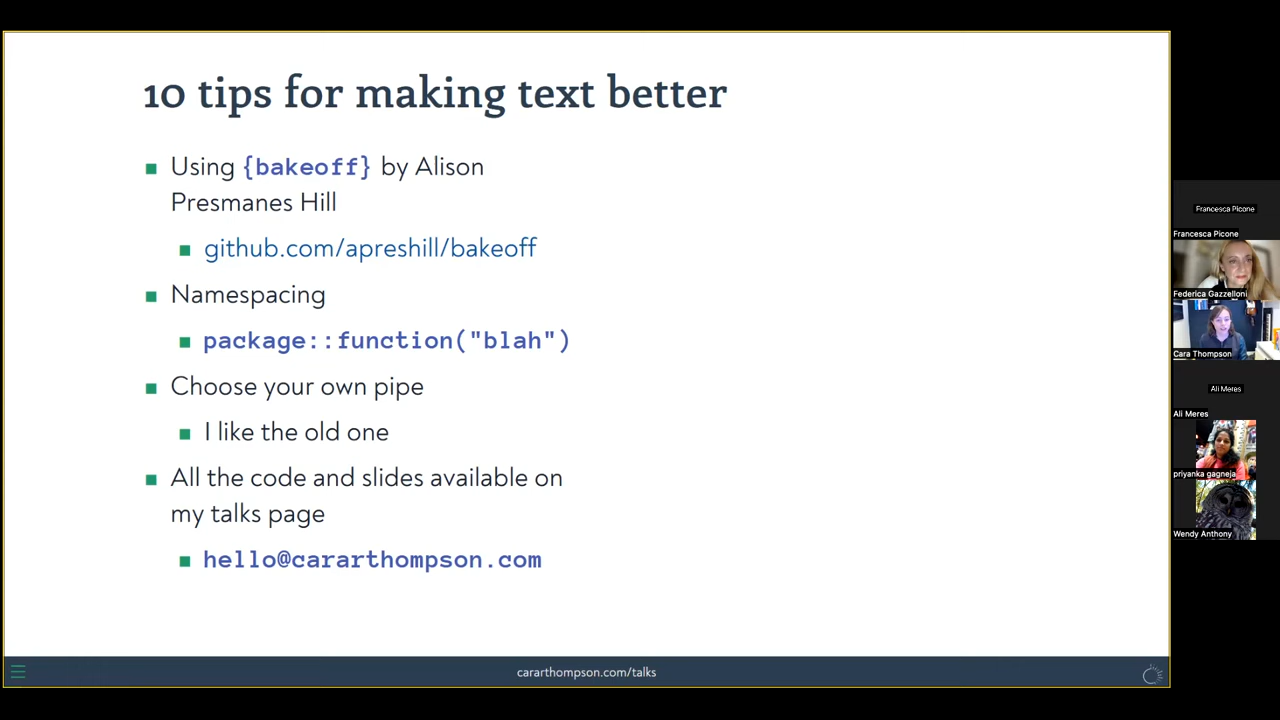 10 tips for making text better
Using {bakeoff} by Alison
Presmanes Hill
github.com/apreshill/bakeoff
Namespacing
package::function("blah")
Choose your own pipe
I like the old one
All the code and slides available on
my talks page
hello@cararthompson.com
cararthompson.com/talks
Francesca Picone
Francesca Picone
Federica Gazzelloni
Cara Thompson
Ali Meres
Ali Meres
priyanka gagneja
Wendy Anthony